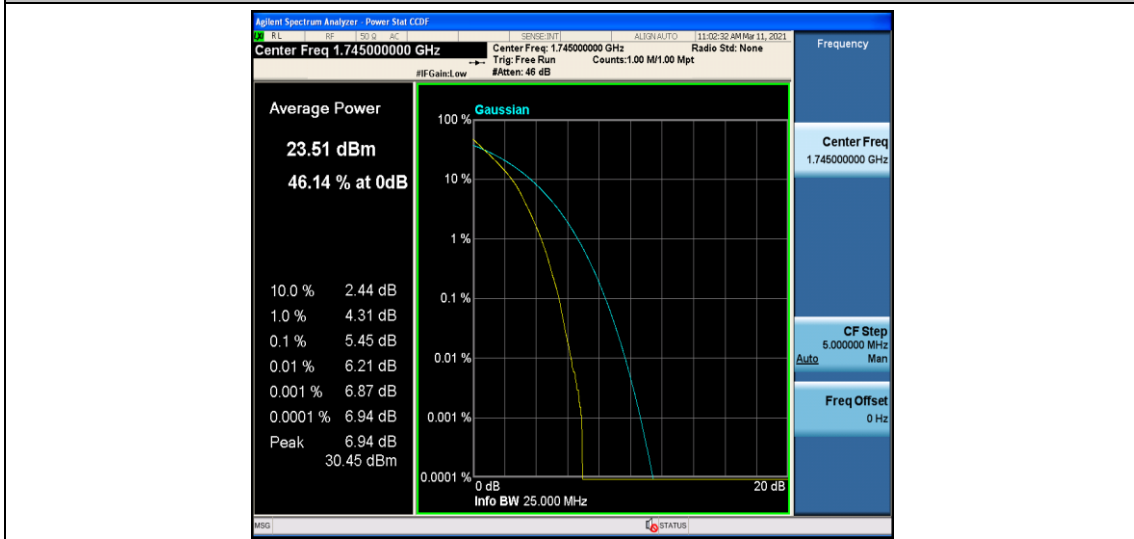 Agilent Spectrum Analyzer - Power Stat CCDF
RL RF 50 Ω AC SENSE:INT ALIGN AUTO 11:02:32 AM Mar 11, 2021
Center Freq 1.745000000 GHz
Center Freq: 1.745000000 GHz Radio Std: None
Trig: Free Run Counts:1.00 M/1.00 Mpt
#IFGain:Low #Atten: 46 dB
Frequency
Average Power
23.51 dBm
46.14 % at 0dB
10.0 % 2.44 dB
1.0 % 4.31 dB
0.1 % 5.45 dB
0.01 % 6.21 dB
0.001 % 6.87 dB
0.0001 % 6.94 dB
Peak 6.94 dB
30.45 dBm
Gaussian
100 %
10 %
1 %
0.1 %
0.01 %
0.001 %
0.0001 %
0 dB 20 dB
Info BW 25.000 MHz
Center Freq
1.745000000 GHz
CF Step
5.000000 MHz
Auto Man
Freq Offset
0 Hz
MSG STATUS